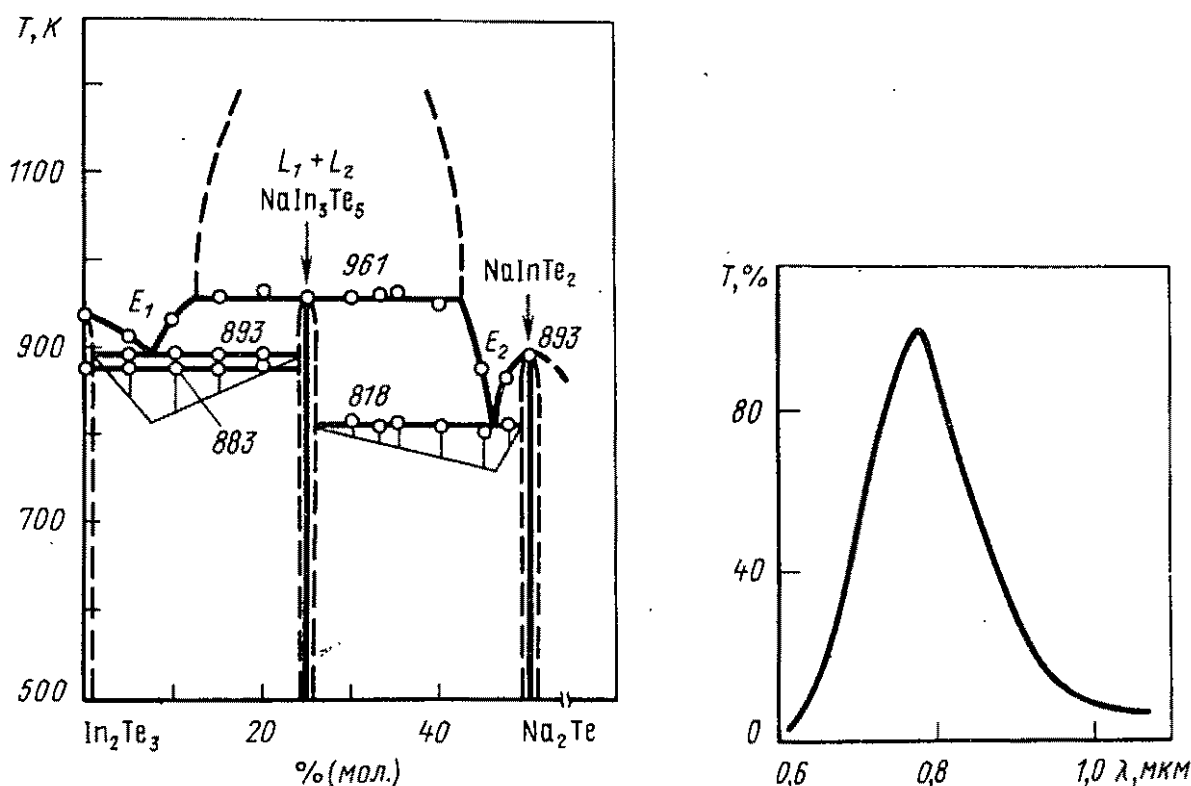 T, К
1100
900
700
500
L₁ + L₂
NaIn₃Te₅
961
NaInTe₂
E₁
893
E₂
893
883
818
In₂Te₃
20
40
Na₂Te
% (мол.)
T, %
80
40
0
0,6
0,8
1,0 λ, мкм